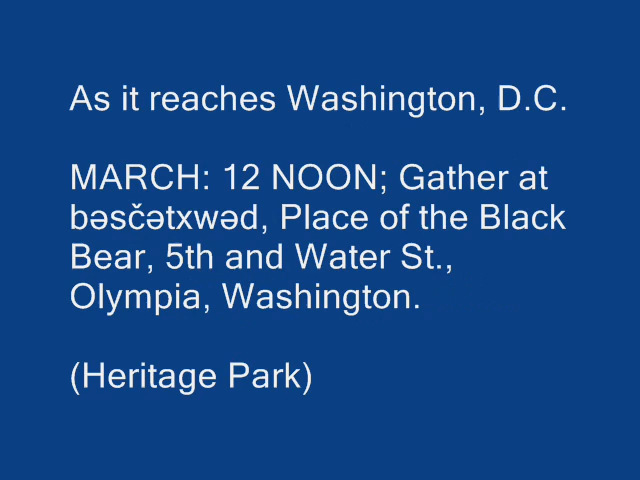 As it reaches Washington, D.C.
MARCH: 12 NOON; Gather at
bəsčətxwəd, Place of the Black
Bear, 5th and Water St.,
Olympia, Washington.
(Heritage Park)